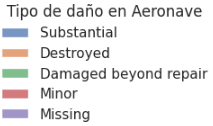 Tipo de daño en Aeronave
Substantial
Destroyed
Damaged beyond repair
Minor
Missing